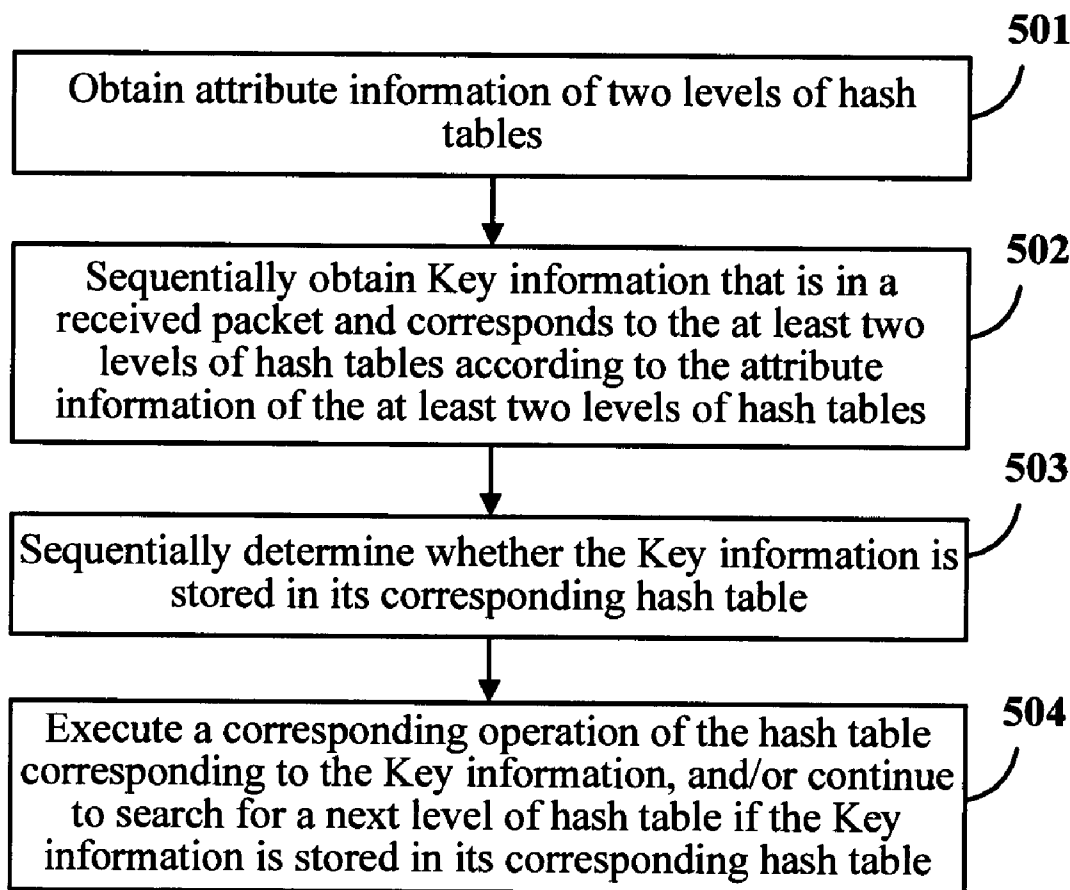 501
Obtain attribute information of two levels of hash
tables
502
Sequentially obtain Key information that is in a
received packet and corresponds to the at least two
levels of hash tables according to the attribute
information of the at least two levels of hash tables
503
Sequentially determine whether the Key information is
stored in its corresponding hash table
504
Execute a corresponding operation of the hash table
corresponding to the Key information, and/or continue
to search for a next level of hash table if the Key
information is stored in its corresponding hash table